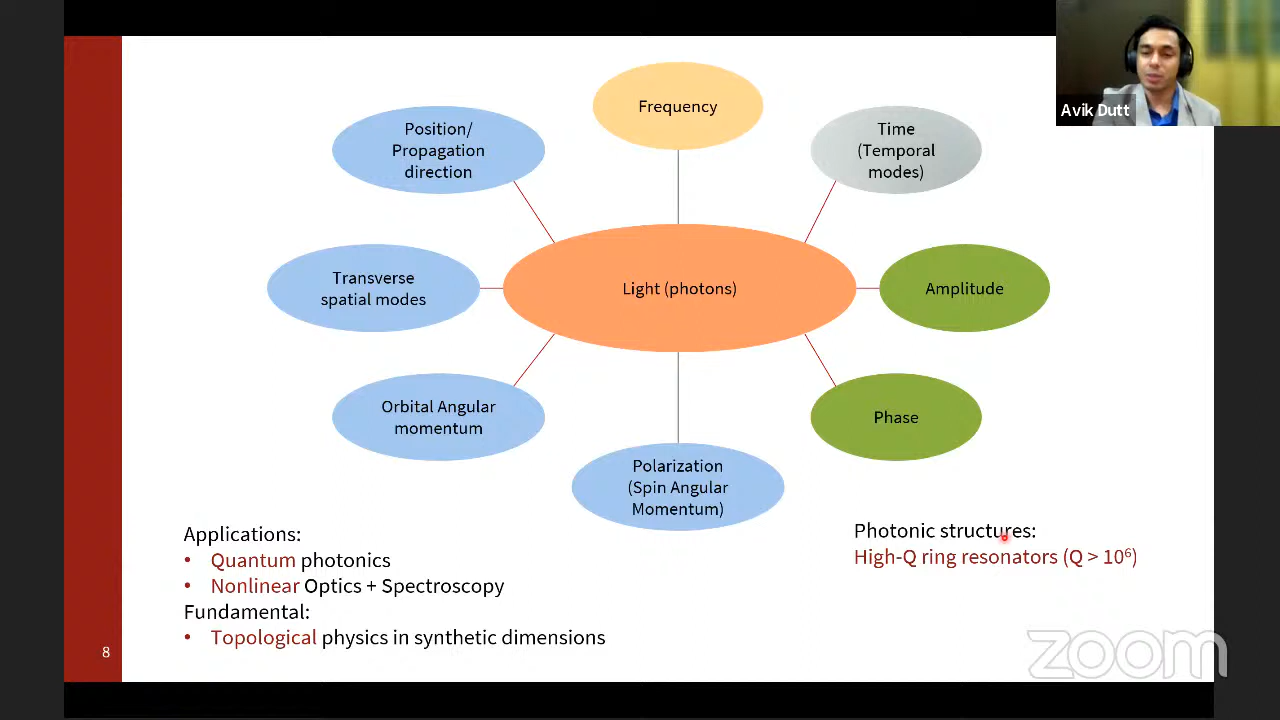 Avik Dutt
Frequency
Position/
Propagation
direction
Time
(Temporal
modes)
Transverse
spatial modes
Light (photons)
Amplitude
Orbital Angular
momentum
Phase
Polarization
(Spin Angular
Momentum)
Applications:
• Quantum photonics
• Nonlinear Optics + Spectroscopy
Fundamental:
• Topological physics in synthetic dimensions
Photonic structures:
High-Q ring resonators (Q > 10⁶)
8
zoom